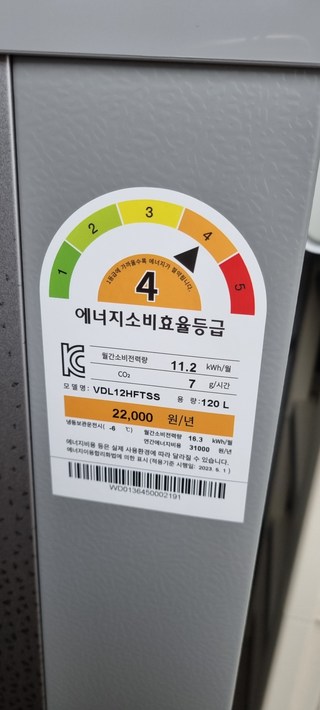 1 2 3 4 5
1등급에 가까울수록 에너지가 절약됩니다.
4
에너지소비효율등급
월간소비전력량 11.2 kWh/월
CO₂ 7 g/시간
모델명: VDL12HFTSS 용 량 :120 L
22,000 원/년
냉동보관운전시( -6 ℃) 월간소비전력량 16.3 kWh/월
연간에너지비용 31000 원/년
에너지비용 등은 실제 사용환경에 따라 달라질 수 있습니다.
에너지이용합리화법에 의한 표시 (적용기준 시행일: 2023. 6. 1 )
WD0136450002191